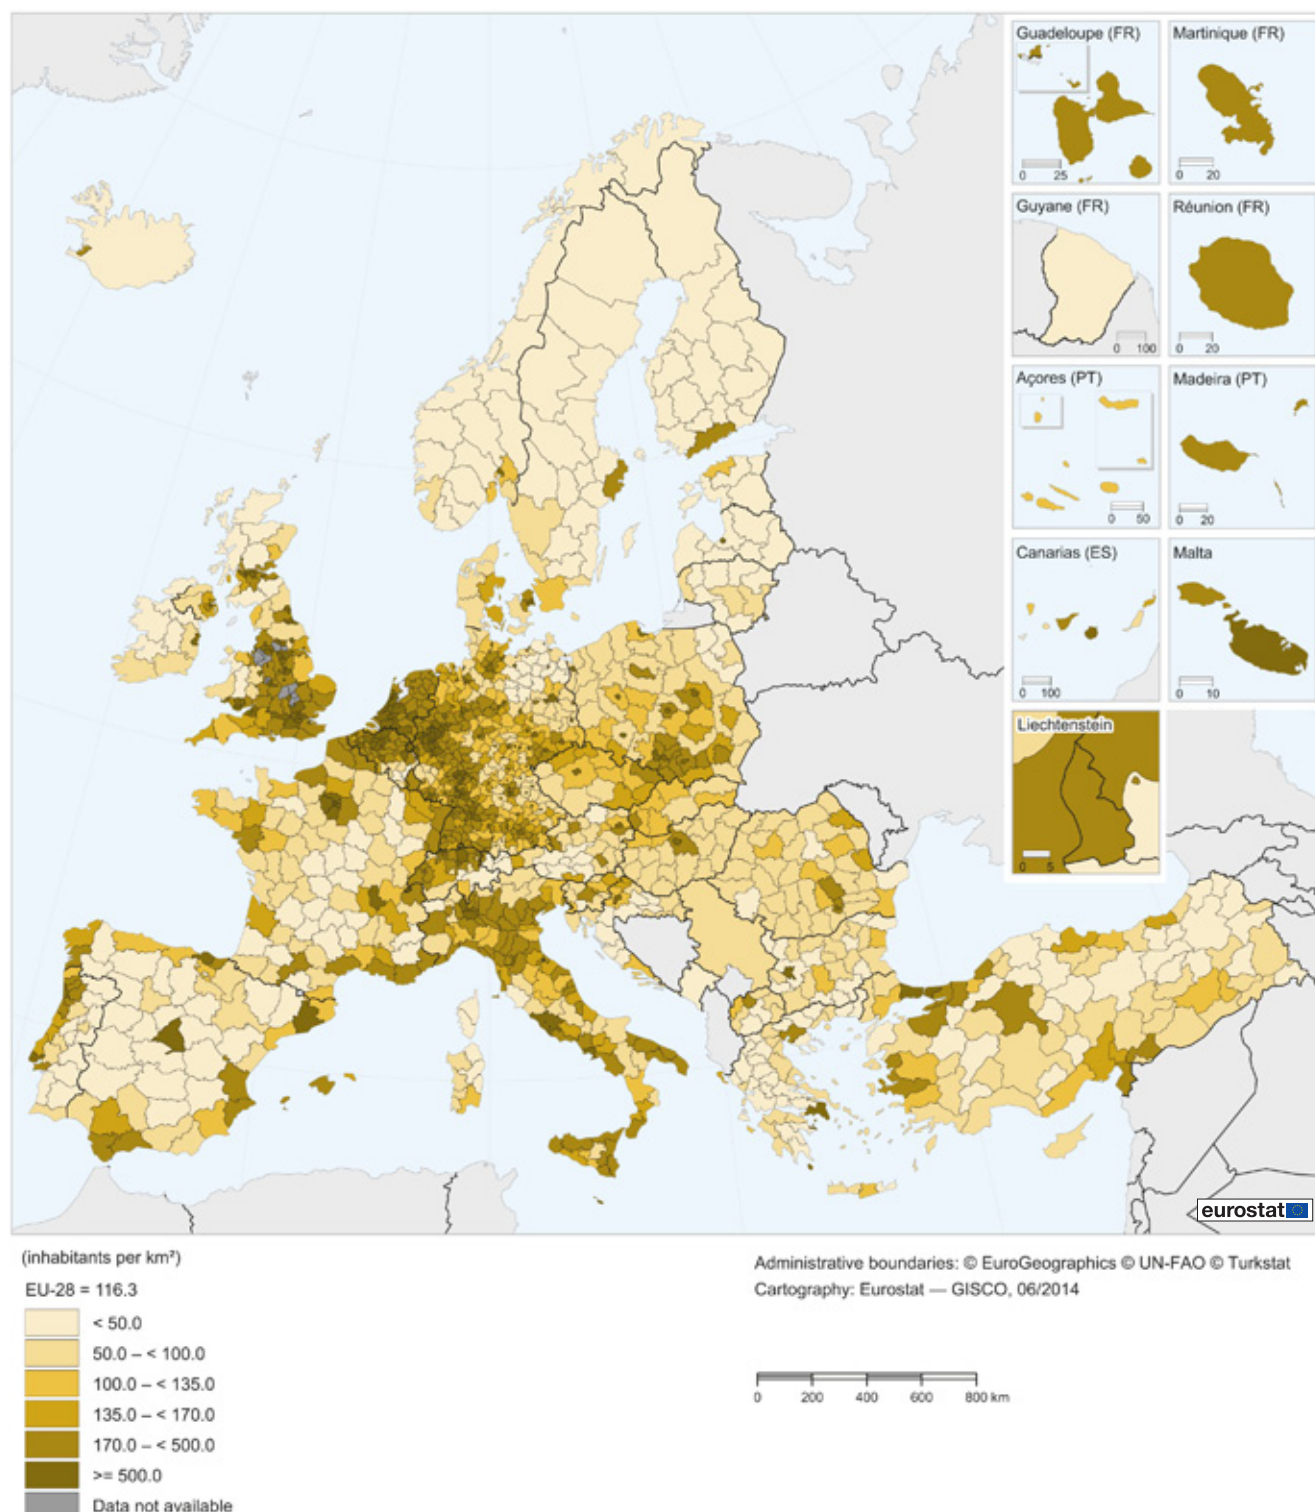 Guadeloupe (FR)
0 25
Martinique (FR)
0 20
Guyane (FR)
0 100
Réunion (FR)
0 20
Açores (PT)
0 50
Madeira (PT)
0 20
Canarias (ES)
0 100
Malta
0 10
Liechtenstein
0 5
eurostat
(inhabitants per km²)
EU-28 = 116.3
< 50.0
50.0 – < 100.0
100.0 – < 135.0
135.0 – < 170.0
170.0 – < 500.0
>= 500.0
Data not available
Administrative boundaries: © EuroGeographics © UN-FAO © Turkstat
Cartography: Eurostat — GISCO, 06/2014
0 200 400 600 800 km